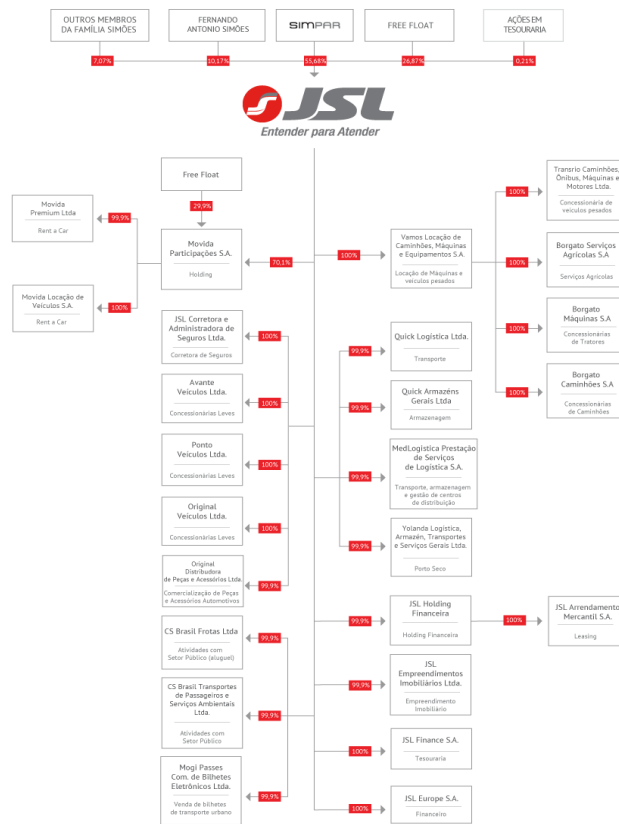 OUTROS MEMBROS
DA FAMÍLIA SIMÕES
FERNANDO
ANTONIO SIMÕES
SIMPAR
FREE FLOAT
AÇÕES EM
TESOURARIA
7,07%
10,17%
55,68%
26,87%
0,21%
JSL
Entender para Atender
Free Float
29,9%
Movida
Premium Ltda
Rent a Car
99,9%
Movida
Participações S.A.
Holding
70,1%
Movida Locação de
Veículos S.A.
Rent a Car
100%
100%
Vamos Locação de
Caminhões, Máquinas
e Equipamentos S.A.
Locação de Máquinas e
veículos pesados
100%
Transrio Caminhões,
Ônibus, Máquinas e
Motores Ltda.
Concessionária de
veículos pesados
100%
Borgato Serviços
Agrícolas S.A
Serviços Agrícolas
100%
Borgato
Máquinas S.A
Concessionárias
de Tratores
100%
Borgato
Caminhões S.A
Concessionárias
de Caminhões
JSL Corretora e
Administradora de
Seguros Ltda.
Corretora de Seguros
100%
Avante
Veículos Ltda.
Concessionárias Leves
100%
Ponto
Veículos Ltda.
Concessionárias Leves
100%
Original
Veículos Ltda.
Concessionárias Leves
100%
Original
Distribuidora
de Peças e Acessórios Ltda.
Comercialização de Peças
e Acessórios Automotivos
99,9%
99,9%
Quick Logística Ltda.
Transporte
99,9%
Quick Armazéns
Gerais Ltda
Armazenagem
99,9%
MedLogística Prestação
de Serviços
de Logística S.A.
Transporte, armazenagem
e gestão de centros
de distribuição
99,9%
Yolanda Logística,
Armazén, Transportes
e Serviços Gerais Ltda.
Porto Seco
CS Brasil Frotas Ltda
Atividades com
Setor Público (aluguel)
99,9%
CS Brasil Transportes
de Passageiros e
Serviços Ambientais
Ltda.
Atividades com
Setor Público
99,9%
Mogi Passes
Com. de Bilhetes
Eletrônicos Ltda.
Venda de bilhetes
de transporte urbano
99,9%
99,9%
JSL Holding
Financeira
Holding Financeira
100%
JSL Arrendamento
Mercantil S.A.
Leasing
99,9%
JSL
Empreendimentos
Imobiliários Ltda.
Empreendimento
Imobiliário
100%
JSL Finance S.A.
Tesouraria
100%
JSL Europe S.A.
Financeiro